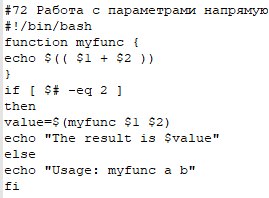 #72 Работа с параметрами напрямую
#!/bin/bash
function myfunc {
echo $(( $1 + $2 ))
}
if [ $# -eq 2 ]
then
value=$(myfunc $1 $2)
echo "The result is $value"
else
echo "Usage: myfunc a b"
fi